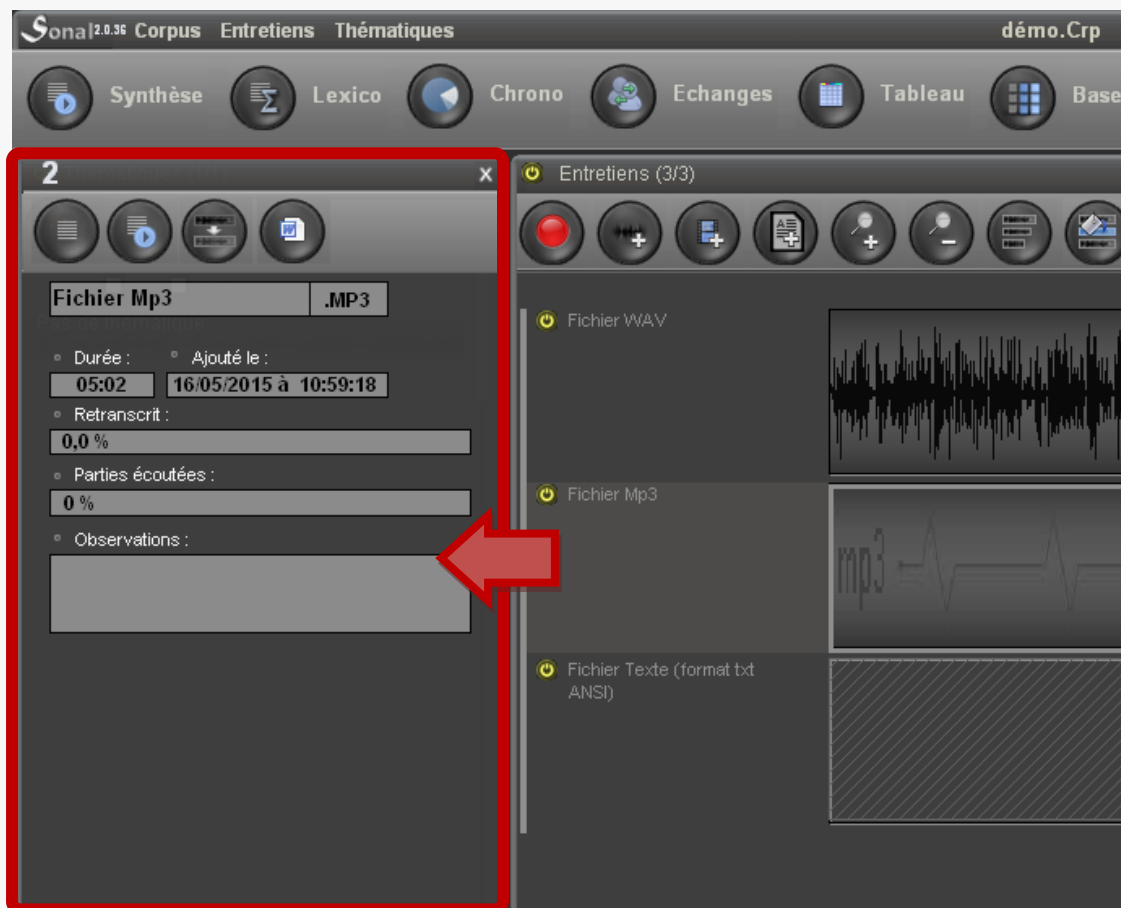 Sonal 2.0.36 Corpus Entretiens Thématiques démo.Crp
Synthèse Lexico Chrono Echanges Tableau Base
2 x
Entretiens (3/3)
Fichier Mp3 .MP3
Durée : Ajouté le :
05:02 16/05/2015 à 10:59:18
Retranscrit :
0,0 %
Parties écoutées :
0 %
Observations :
Fichier WAV
Fichier Mp3
mp3
Fichier Texte (format txt
ANSI)